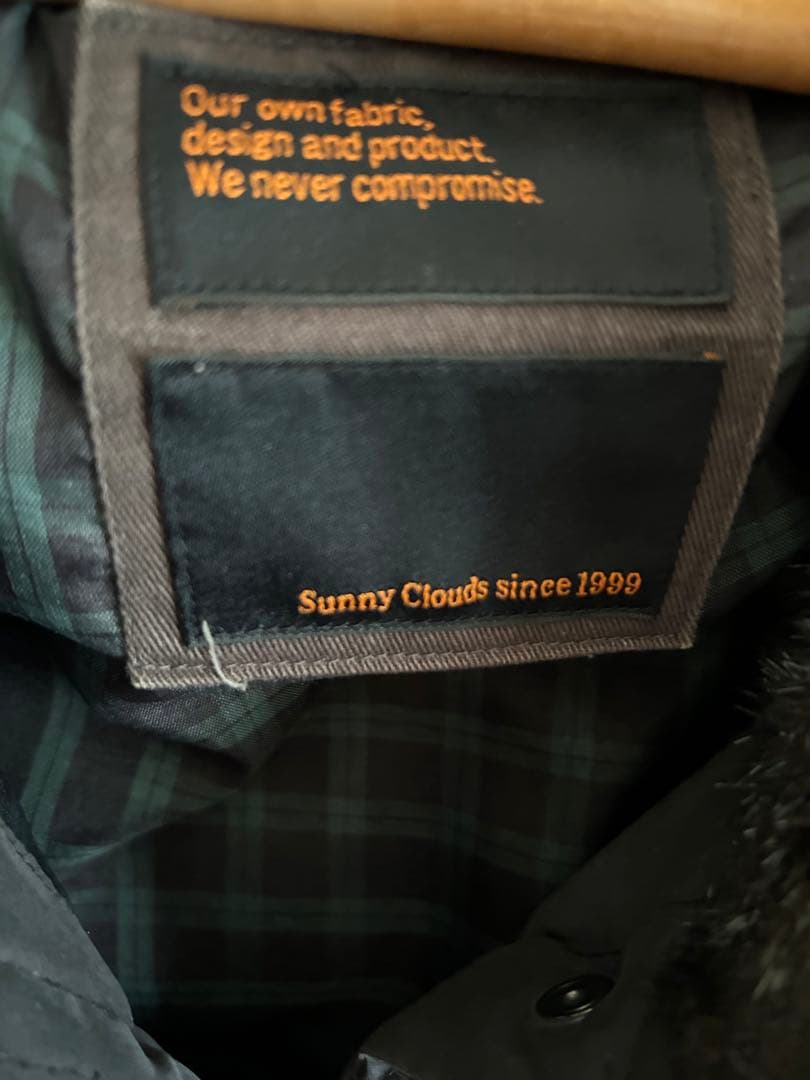 Our own fabric,
design and product.
We never compromise.
Sunny Clouds since 1999